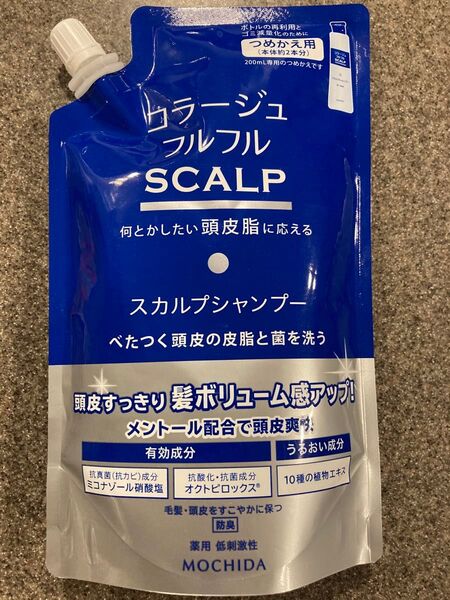 ボトルの再利用と
ゴミ減量化のために
つめかえ用
(本体約2本分)
200mL専用のつめかえです
コラージュ
フルフル
SCALP
何とかしたい頭皮脂に応える
スカルプシャンプー
べたつく頭皮の皮脂と菌を洗う
頭皮すっきり 髪ボリューム感アップ!
メントール配合で頭皮爽快
有効成分
うるおい成分
抗真菌(抗カビ)成分
ミコナゾール硝酸塩
抗酸化・抗菌成分
オクトピロックス®
10種の植物エキス
毛髪・頭皮をすこやかに保つ
防臭
薬用 低刺激性
MOCHIDA